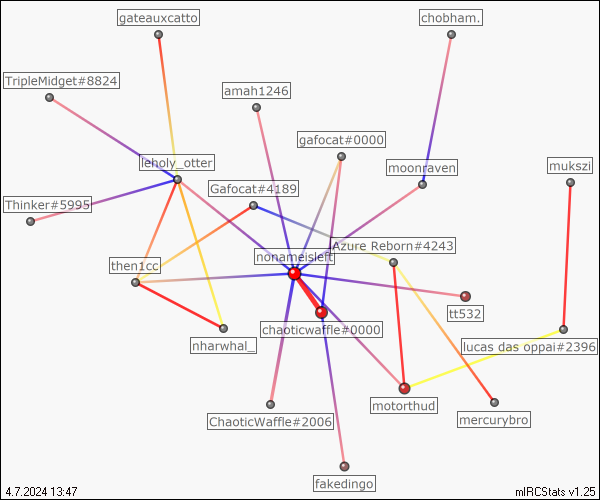 gateauxcatto
chobham.
TripleMidget#8824
amah1246
gafocat#0000
leholy_otter
moonraven
mukszi
Gafocat#4189
Thinker#5995
Azure Reborn#4243
nonameisleft
then1cc
tt532
chaoticwaffle#0000
nharwhal_
lucas das oppai#2396
motorthud
ChaoticWaffle#2006
mercurybro
fakedingo
4.7.2024 13:47
mIRCStats v1.25